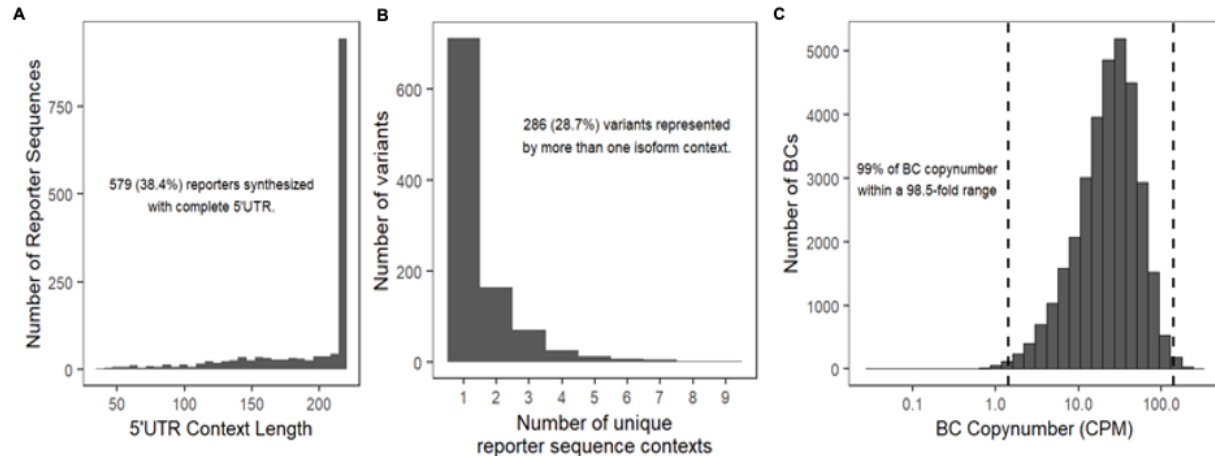 A
Number of Reporter Sequences
750
500
250
0
579 (38.4%) reporters synthesized
with complete 5'UTR.
50 100 150 200
5'UTR Context Length
B
Number of variants
600
400
200
0
286 (28.7%) variants represented
by more than one isoform context.
1 2 3 4 5 6 7 8 9
Number of unique
reporter sequence contexts
C
Number of BCs
5000
4000
3000
2000
1000
0
99% of BC copynumber
within a 98.5-fold range
0.1 1.0 10.0 100.0
BC Copynumber (CPM)